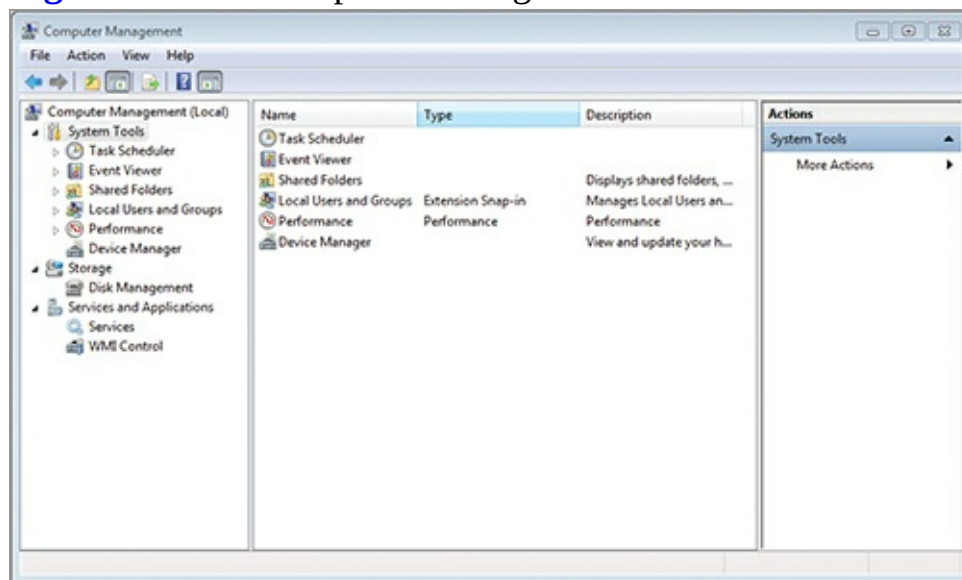 Computer Management
File Action View Help
Computer Management (Local)
System Tools
Task Scheduler
Event Viewer
Shared Folders
Local Users and Groups
Performance
Device Manager
Storage
Disk Management
Services and Applications
Services
WMI Control
Name Type Description
Task Scheduler
Event Viewer
Shared Folders Displays shared folders, ...
Local Users and Groups Extension Snap-in Manages Local Users an...
Performance Performance Performance
Device Manager View and update your h...
Actions
System Tools
More Actions